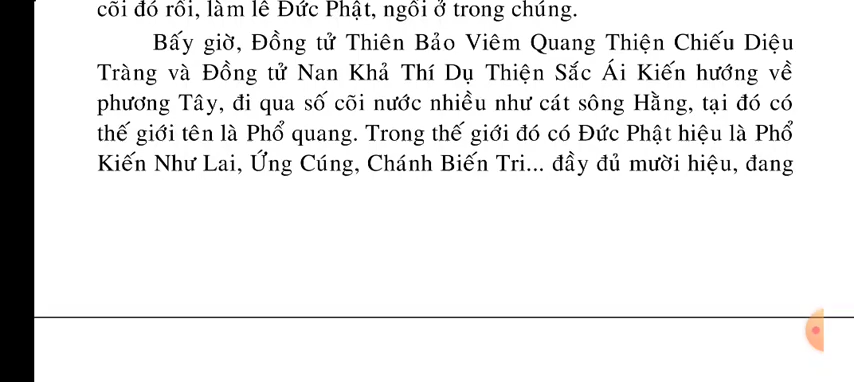 cõi đó rồi, làm lễ Đức Phật, ngồi ở trong chúng.
Bấy giờ, Đồng tử Thiên Bảo Viêm Quang Thiện Chiếu Diệu
Tràng và Đồng tử Nan Khả Thí Dụ Thiện Sắc Ái Kiến hướng về
phương Tây, đi qua số cõi nước nhiều như cát sông Hằng, tại đó có
thế giới tên là Phổ quang. Trong thế giới đó có Đức Phật hiệu là Phổ
Kiến Như Lai, Ứng Cúng, Chánh Biến Tri... đầy đủ mười hiệu, đang